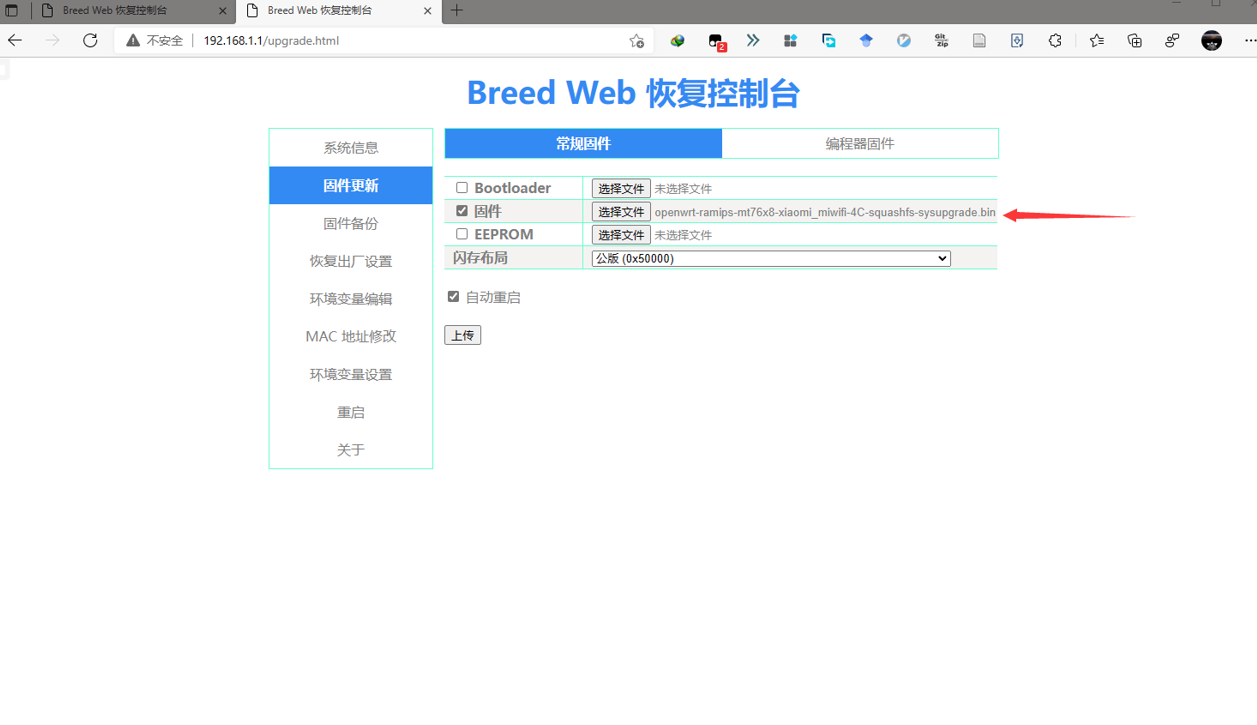 Breed Web 恢复控制台
Breed Web 恢复控制台
不安全 192.168.1.1/upgrade.html
2
Git
zip
Breed Web 恢复控制台
系统信息
固件更新
固件备份
恢复出厂设置
环境变量编辑
MAC 地址修改
环境变量设置
重启
关于
常规固件 编程器固件
Bootloader 选择文件 未选择文件
固件 选择文件 openwrt-ramips-mt76x8-xiaomi_miwifi-4C-squashfs-sysupgrade.bin
EEPROM 选择文件 未选择文件
闪存布局 公版 (0x50000)
自动重启
上传